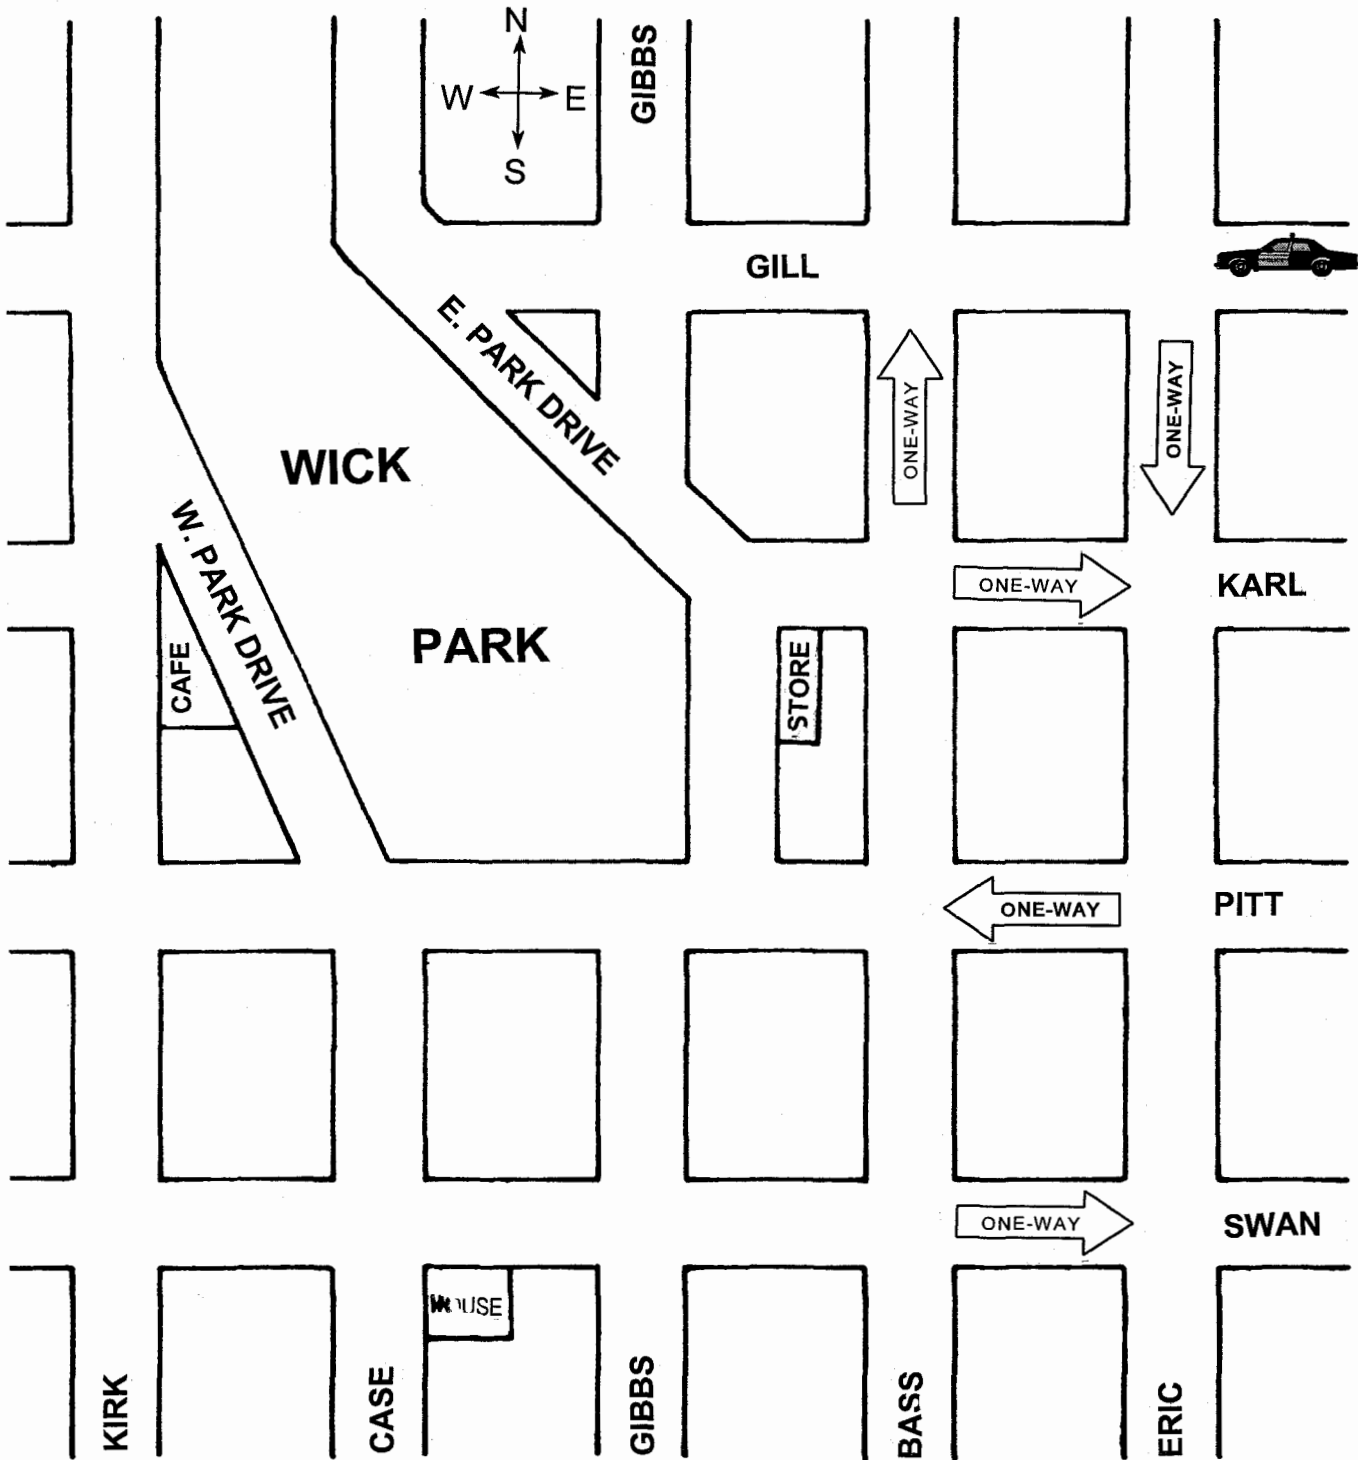 N
W E
S
GIBBS
GILL
E. PARK DRIVE
ONE-WAY
ONE-WAY
WICK
W. PARK DRIVE
ONE-WAY
KARL
PARK
CAFE
STORE
ONE-WAY
PITT
ONE-WAY
SWAN
KIRK
CASE
GIBBS
BASS
ERIC